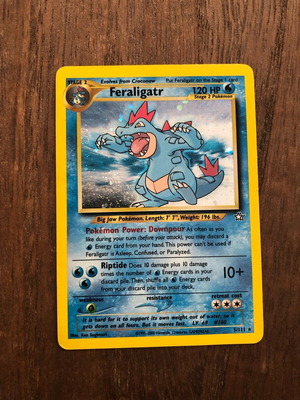 STAGE 2 Evolves from Croconaw Put Feraligatr on the Stage 1 card
Feraligatr 120 HP
Stage 2 Pokémon
Big Jaw Pokémon. Length: 7' 7", Weight: 196 lbs.
Pokémon Power: Downpour As often as you
like during your turn (before your attack), you may discard a
Energy card from your hand. This power can't be used if
Feraligatr is Asleep, Confused, or Paralyzed.
Riptide Does 10 damage plus 10 damage
times the number of Energy cards in your
discard pile. Then, shuffle all Energy cards
from your discard pile into your deck.
10+
weakness resistance retreat cost
It is hard for it to support its own weight out of water, so it
gets down on all fours. But it moves fast. LV. 69 #160
5/111